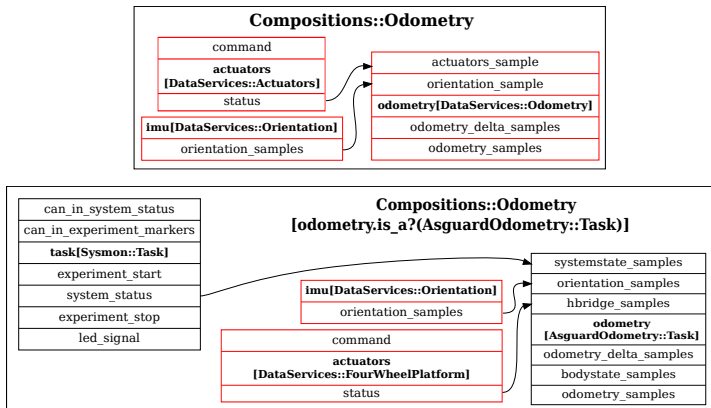 Compositions::Odometry
command
actuators
[DataServices::Actuators]
status
imu[DataServices::Orientation]
orientation_samples
actuators_sample
orientation_sample
odometry[DataServices::Odometry]
odometry_delta_samples
odometry_samples
Compositions::Odometry
[odometry.is_a?(AsguardOdometry::Task)]
can_in_system_status
can_in_experiment_markers
task[Sysmon::Task]
experiment_start
system_status
experiment_stop
led_signal
imu[DataServices::Orientation]
orientation_samples
command
actuators
[DataServices::FourWheelPlatform]
status
systemstate_samples
orientation_samples
hbridge_samples
odometry
[AsguardOdometry::Task]
odometry_delta_samples
bodystate_samples
odometry_samples